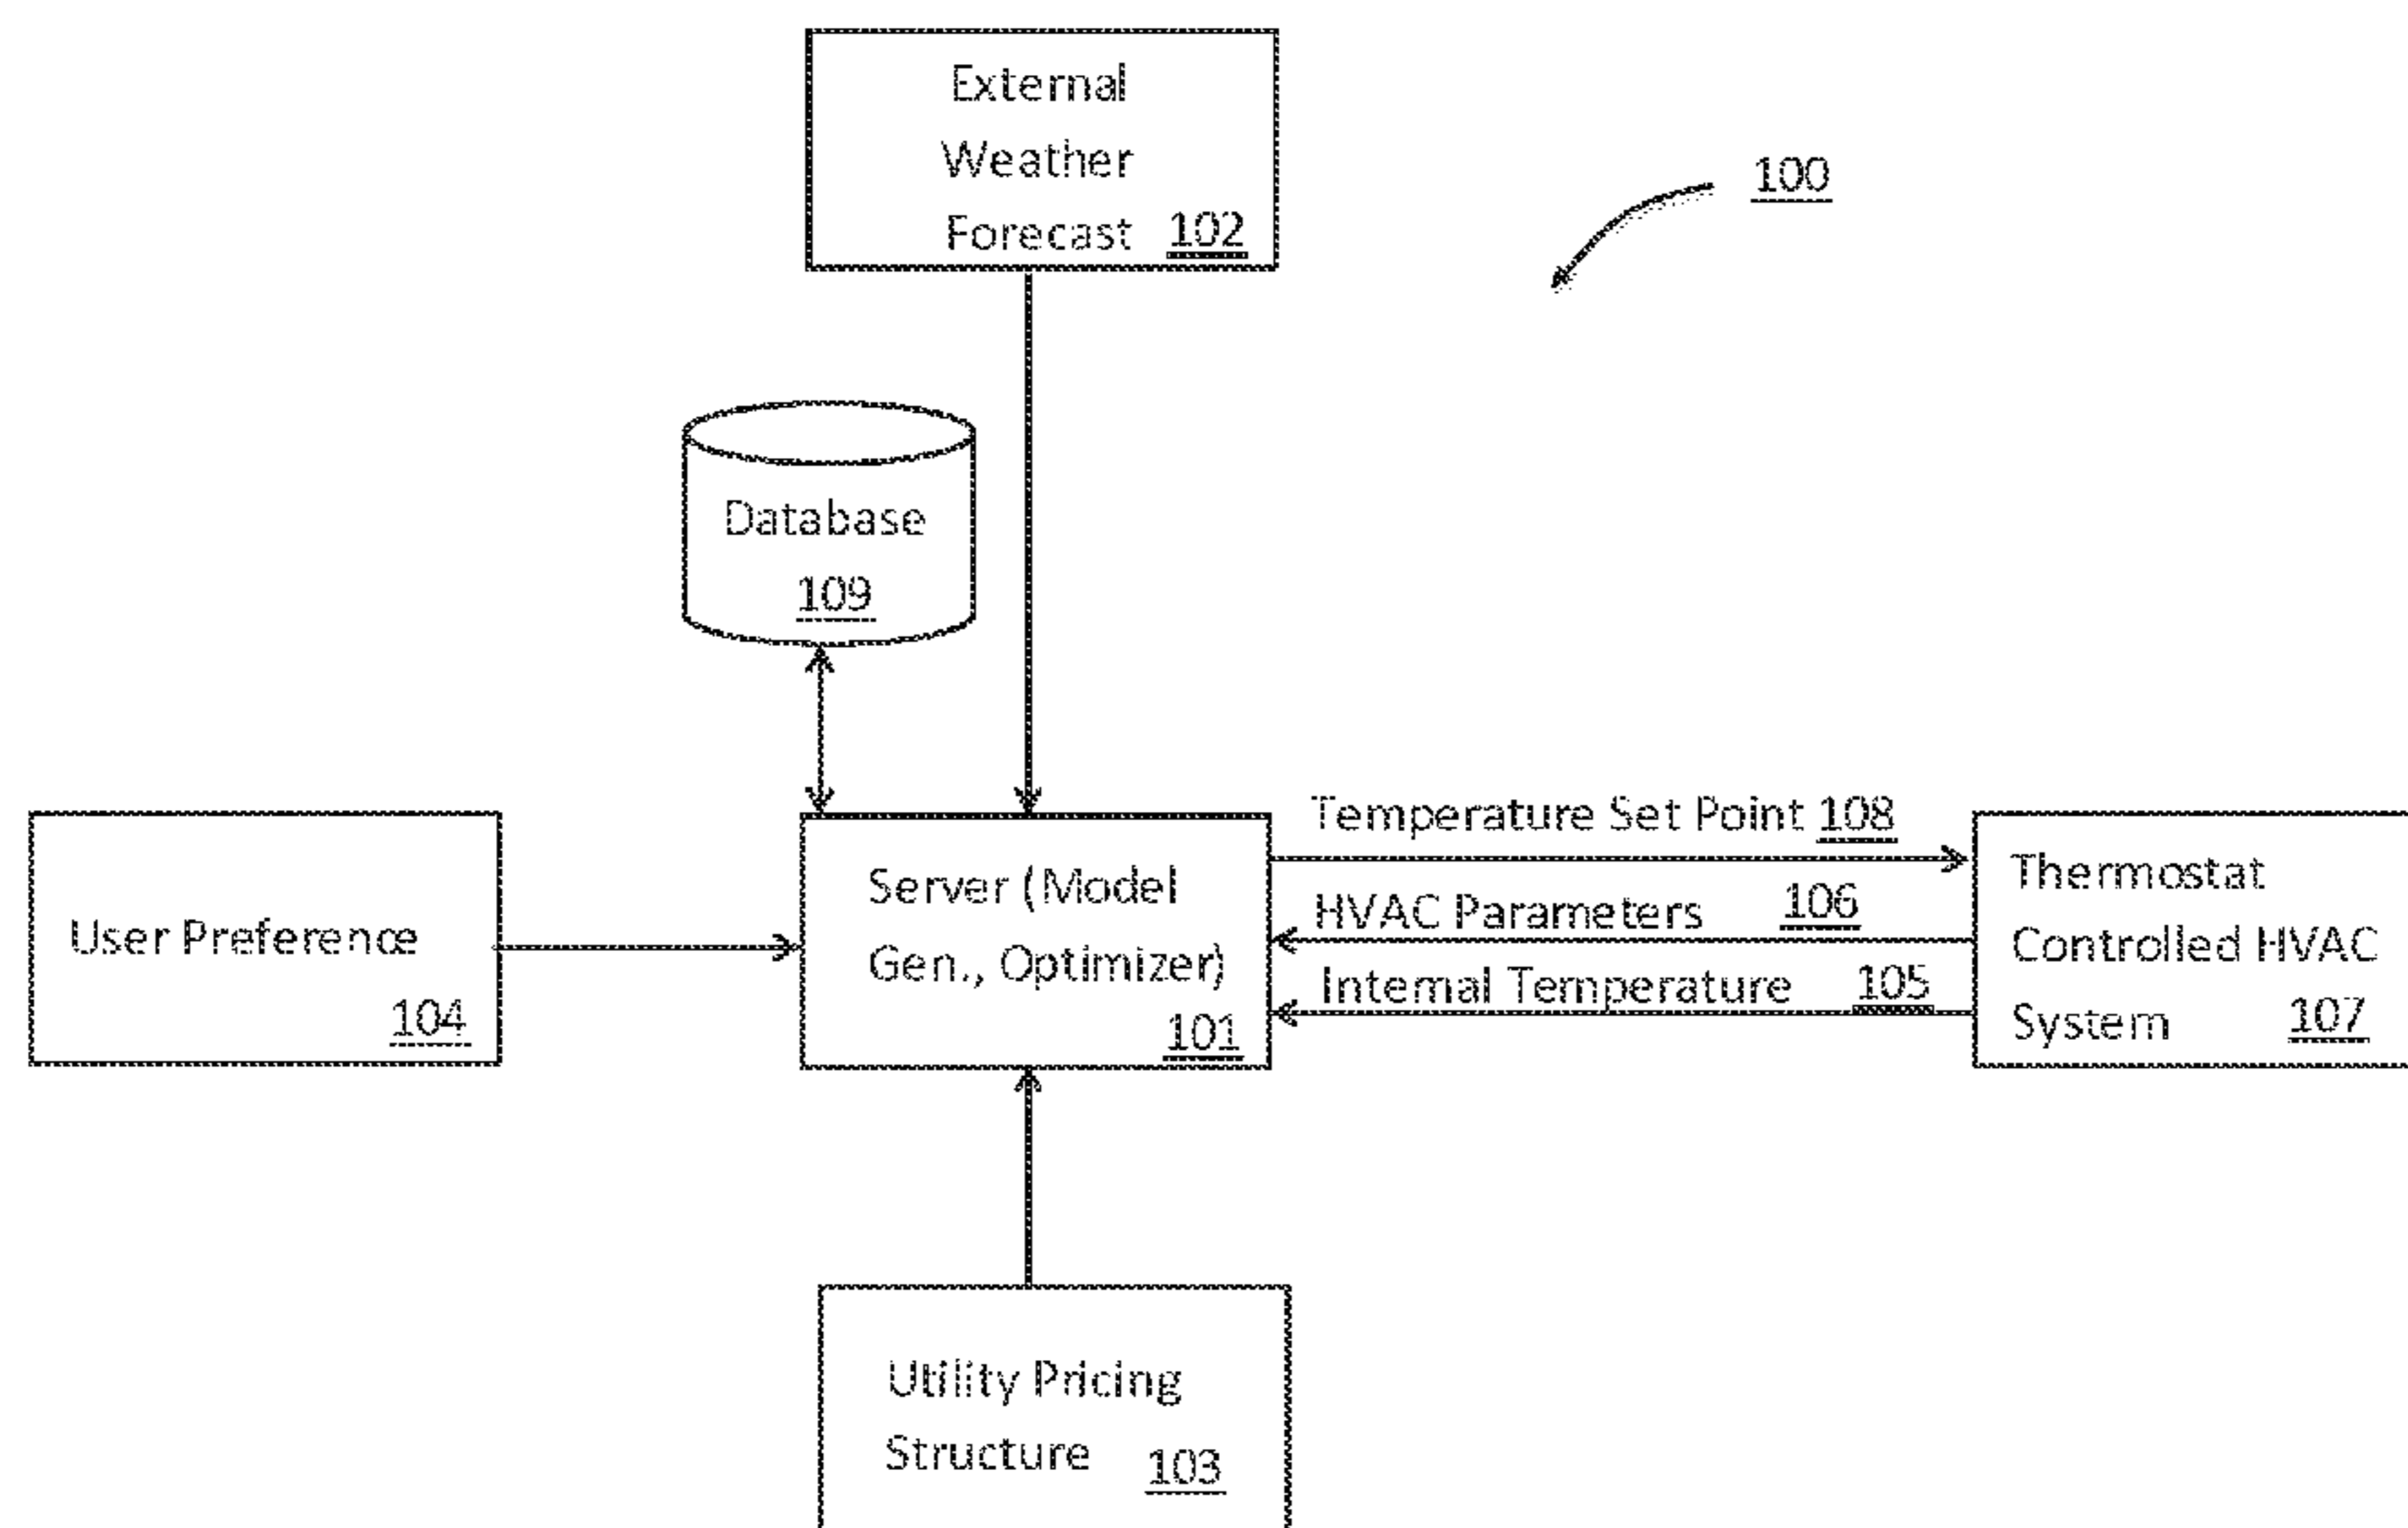 External
Weather
Forecast 102
100
Database
109
Temperature Set Point 108
HVAC Parameters 106
Internal Temperature 105
User Preference
104
Server (Model
Gen., Optimizer)
101
Thermostat
Controlled HVAC
System 107
Utility Pricing
Structure 103